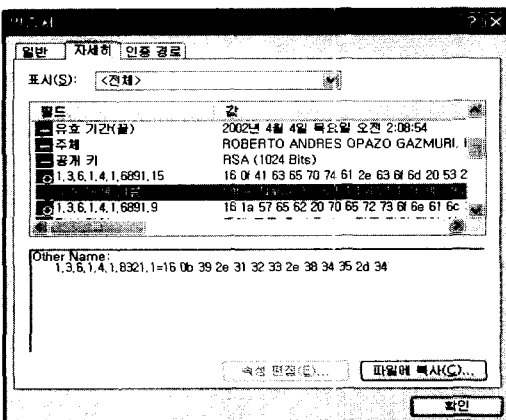 인증서
일반 자세히 인증 경로
표시(S): <전체>
필드 값
유효 기간(끝) 2002년 4월 4일 목요일 오전 2:08:54
주체 ROBERTO ANDRES OPAZO GAZMURI,
공개 키 RSA (1024 Bits)
1,3,6,1,4,1,6891,15 16 0f 41 63 65 70 74 61 2e 63 6f 6d 20 53 2
1,3,6,1,4,1,6891,9 16 1a 57 65 62 20 70 65 72 73 6f 6e 61 6c
Other Name:
1,3,6,1,4,1,8321,1=16 0b 39 2e 31 32 33 2e 38 34 35 2d 34
속성 편집(E)... 파일에 복사(C)...
확인